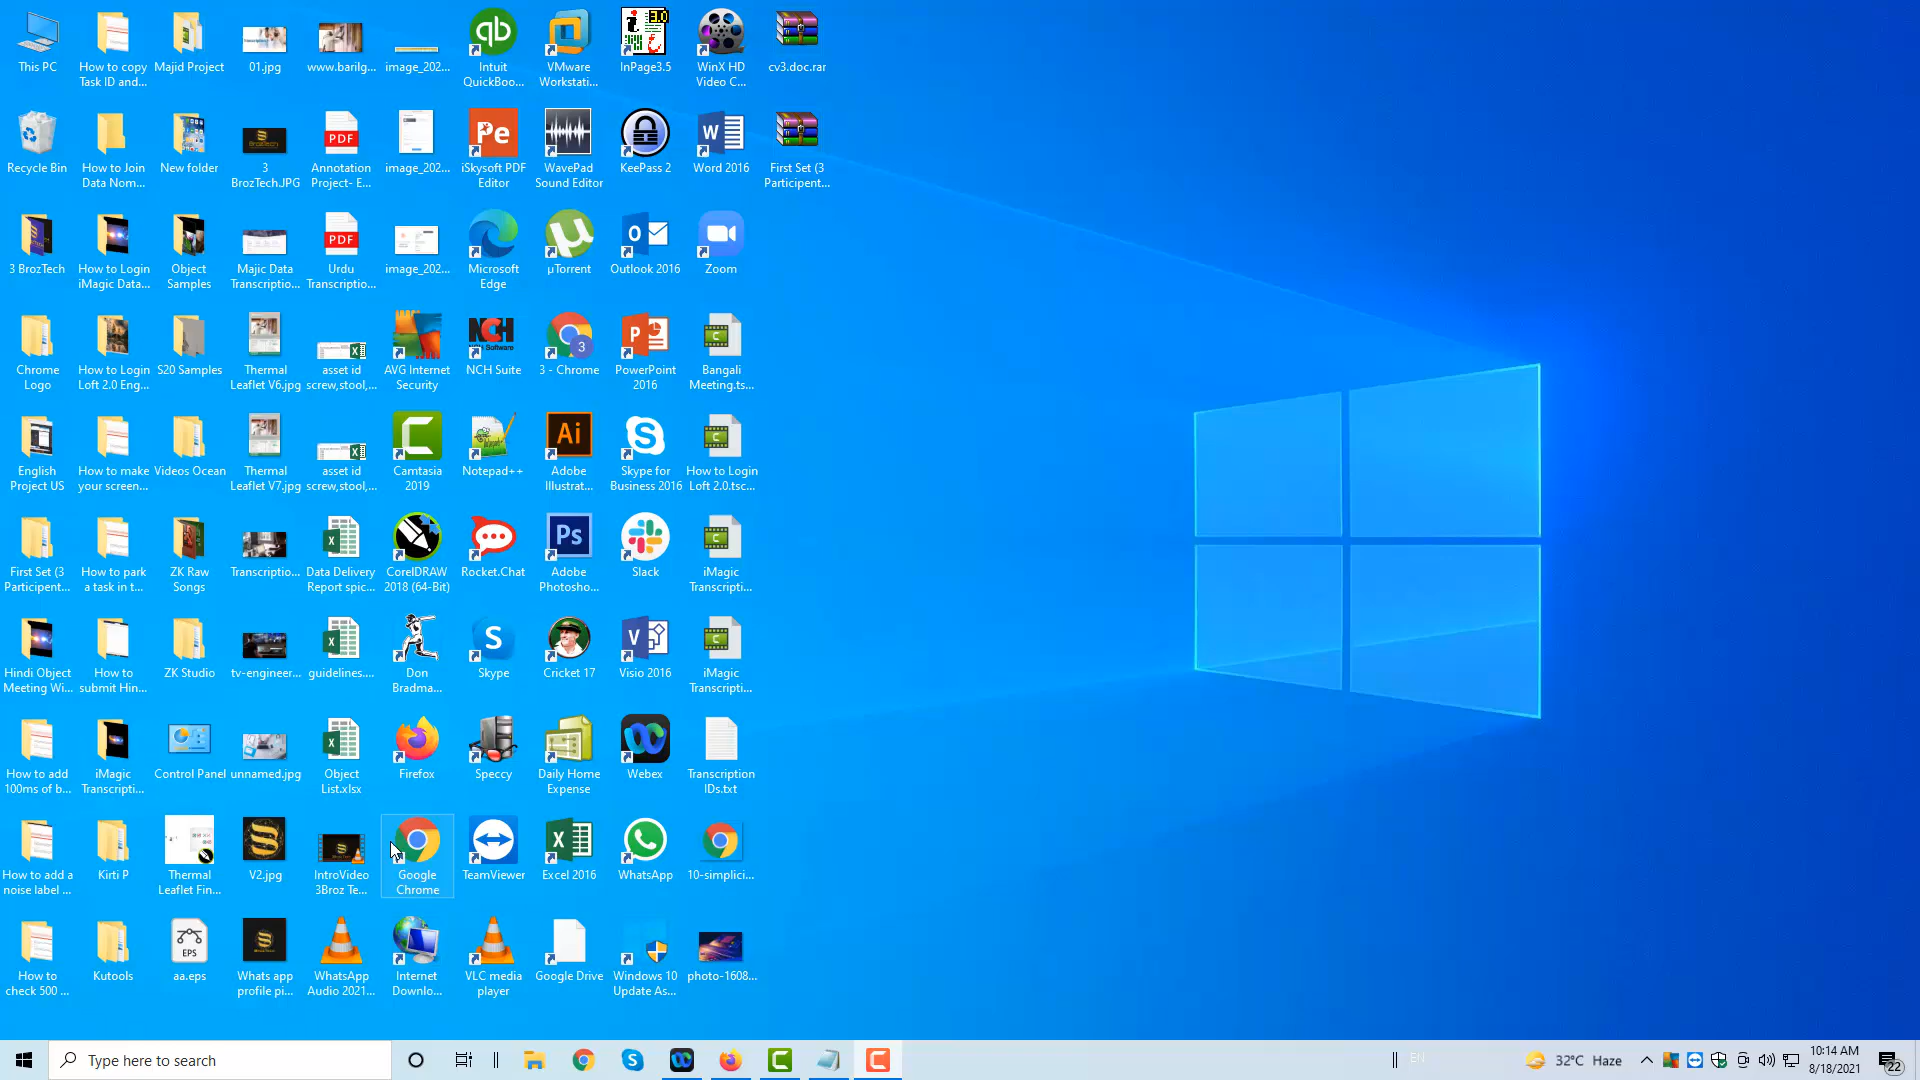 This PC
How to copy
Task ID and...
Majid Project
01.jpg
www.barilg...
image_202...
Intuit
QuickBoo...
VMware
Workstati...
InPage3.5
WinX HD
Video C...
cv3.doc.rar
Recycle Bin
How to Join
Data Nom...
New folder
3
BrozTech.JPG
Annotation
Project- E...
image_202...
iSkysoft PDF
Editor
WavePad
Sound Editor
KeePass 2
Word 2016
First Set (3
Participent...
3 BrozTech
How to Login
iMagic Data...
Object
Samples
Majic Data
Transcriptio...
Urdu
Transcriptio...
image_202...
Microsoft
Edge
µTorrent
Outlook 2016
Zoom
Chrome
Logo
How to Login
Loft 2.0 Eng...
S20 Samples
Thermal
Leaflet V6.jpg
asset id
screw,stool,...
AVG Internet
Security
NCH Suite
3 - Chrome
PowerPoint
2016
Bangali
Meeting.ts...
English
Project US
How to make
your screen...
Videos Ocean
Thermal
Leaflet V7.jpg
asset id
screw,stool,...
Camtasia
2019
Notepad++
Adobe
Illustrat...
Skype for
Business 2016
How to Login
Loft 2.0.tsc...
First Set (3
Participent...
How to park
a task in t...
ZK Raw
Songs
Transcriptio...
Data Delivery
Report spic...
CorelDRAW
2018 (64-Bit)
Rocket.Chat
Adobe
Photosho...
Slack
iMagic
Transcripti...
Hindi Object
Meeting Wi...
How to
submit Hin...
ZK Studio
tv-engineer...
guidelines....
Don
Bradma...
Skype
Cricket 17
Visio 2016
iMagic
Transcripti...
How to add
100ms of b...
iMagic
Transcripti...
Control Panel
unnamed.jpg
Object
List.xlsx
Firefox
Speccy
Daily Home
Expense
Webex
Transcription
IDs.txt
How to add a
noise label ...
Kirti P
Thermal
Leaflet Fin...
V2.jpg
IntroVideo
3Broz Te...
Google
Chrome
TeamViewer
Excel 2016
WhatsApp
10-simplici...
How to
check 500 ...
Kutools
aa.eps
Whats app
profile pi...
WhatsApp
Audio 2021...
Internet
Downlo...
VLC media
player
Google Drive
Windows 10
Update As...
photo-1608...
Type here to search
32°C Haze
EN
10:14 AM
8/18/2021
22